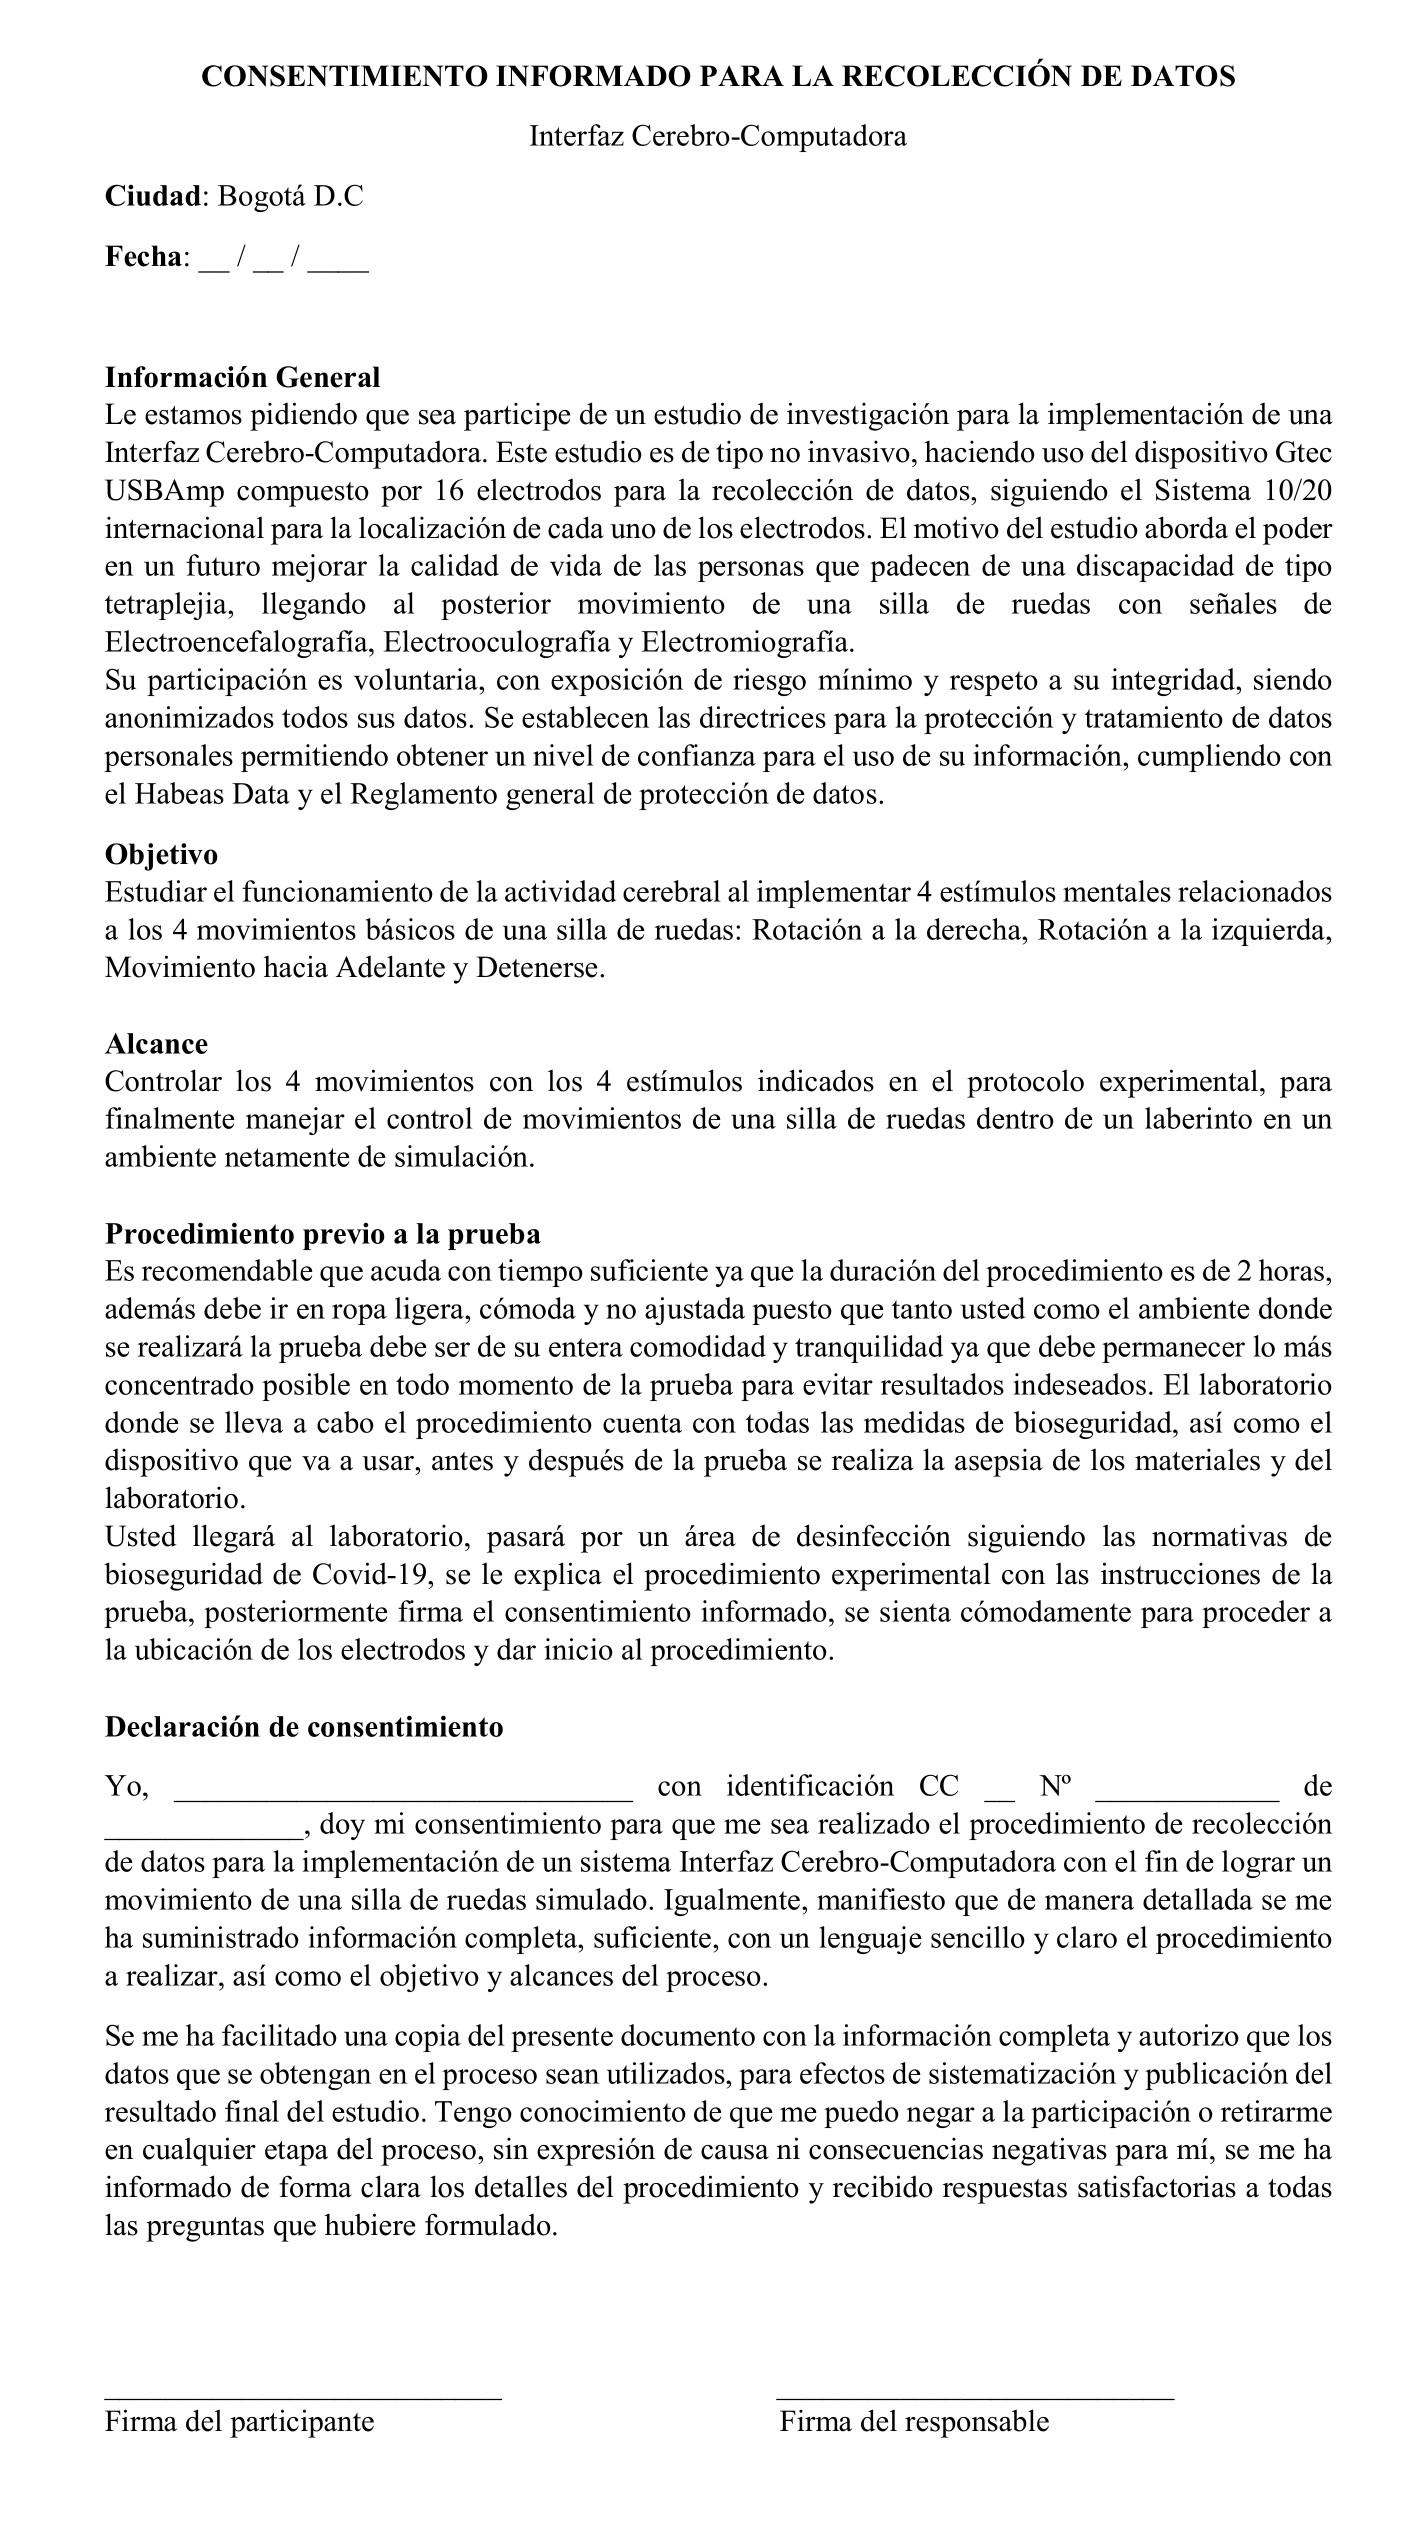 CONSENTIMIENTO INFORMADO PARA LA RECOLECCIÓN DE DATOS
Interfaz Cerebro-Computadora
Ciudad: Bogotá D.C
Fecha: __ / __ / ____
Información General
Le estamos pidiendo que sea participe de un estudio de investigación para la implementación de una
Interfaz Cerebro-Computadora. Este estudio es de tipo no invasivo, haciendo uso del dispositivo Gtec
USBAmp compuesto por 16 electrodos para la recolección de datos, siguiendo el Sistema 10/20
internacional para la localización de cada uno de los electrodos. El motivo del estudio aborda el poder
en un futuro mejorar la calidad de vida de las personas que padecen de una discapacidad de tipo
tetraplejia, llegando al posterior movimiento de una silla de ruedas con señales de
Electroencefalografía, Electrooculografía y Electromiografía.
Su participación es voluntaria, con exposición de riesgo mínimo y respeto a su integridad, siendo
anonimizados todos sus datos. Se establecen las directrices para la protección y tratamiento de datos
personales permitiendo obtener un nivel de confianza para el uso de su información, cumpliendo con
el Habeas Data y el Reglamento general de protección de datos.
Objetivo
Estudiar el funcionamiento de la actividad cerebral al implementar 4 estímulos mentales relacionados
a los 4 movimientos básicos de una silla de ruedas: Rotación a la derecha, Rotación a la izquierda,
Movimiento hacia Adelante y Detenerse.
Alcance
Controlar los 4 movimientos con los 4 estímulos indicados en el protocolo experimental, para
finalmente manejar el control de movimientos de una silla de ruedas dentro de un laberinto en un
ambiente netamente de simulación.
Procedimiento previo a la prueba
Es recomendable que acuda con tiempo suficiente ya que la duración del procedimiento es de 2 horas,
además debe ir en ropa ligera, cómoda y no ajustada puesto que tanto usted como el ambiente donde
se realizará la prueba debe ser de su entera comodidad y tranquilidad ya que debe permanecer lo más
concentrado posible en todo momento de la prueba para evitar resultados indeseados. El laboratorio
donde se lleva a cabo el procedimiento cuenta con todas las medidas de bioseguridad, así como el
dispositivo que va a usar, antes y después de la prueba se realiza la asepsia de los materiales y del
laboratorio.
Usted llegará al laboratorio, pasará por un área de desinfección siguiendo las normativas de
bioseguridad de Covid-19, se le explica el procedimiento experimental con las instrucciones de la
prueba, posteriormente firma el consentimiento informado, se sienta cómodamente para proceder a
la ubicación de los electrodos y dar inicio al procedimiento.
Declaración de consentimiento
Yo, ______________________________ con identificación CC __ Nº ____________ de
_____________, doy mi consentimiento para que me sea realizado el procedimiento de recolección
de datos para la implementación de un sistema Interfaz Cerebro-Computadora con el fin de lograr un
movimiento de una silla de ruedas simulado. Igualmente, manifiesto que de manera detallada se me
ha suministrado información completa, suficiente, con un lenguaje sencillo y claro el procedimiento
a realizar, así como el objetivo y alcances del proceso.
Se me ha facilitado una copia del presente documento con la información completa y autorizo que los
datos que se obtengan en el proceso sean utilizados, para efectos de sistematización y publicación del
resultado final del estudio. Tengo conocimiento de que me puedo negar a la participación o retirarme
en cualquier etapa del proceso, sin expresión de causa ni consecuencias negativas para mí, se me ha
informado de forma clara los detalles del procedimiento y recibido respuestas satisfactorias a todas
las preguntas que hubiere formulado.
__________________________ __________________________
Firma del participante Firma del responsable